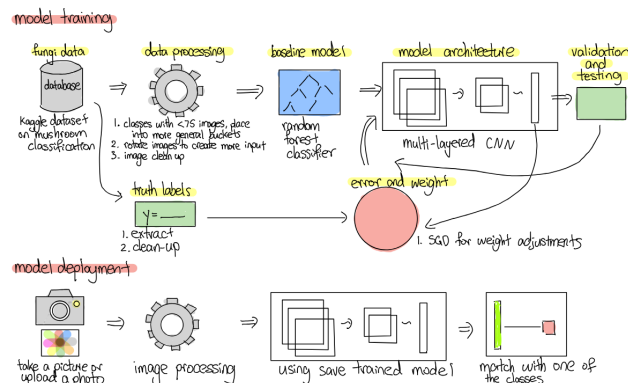 model training
fungi data
data processing
baseline model
model architecture
validation
and
testing
database
kaggle dataset
on mushroom
classification
1. classes with <75 images, place
into more general buckets
2. rotate images to create more input
3. image clean up
random
forest
classifier
multi-layered CNN
truth labels
y = ___
1. extract
2. clean-up
error and weight
1. SGD for weight adjustments
model deployment
take a picture or
upload a photo
image processing
using save trained model
match with one of
the classes